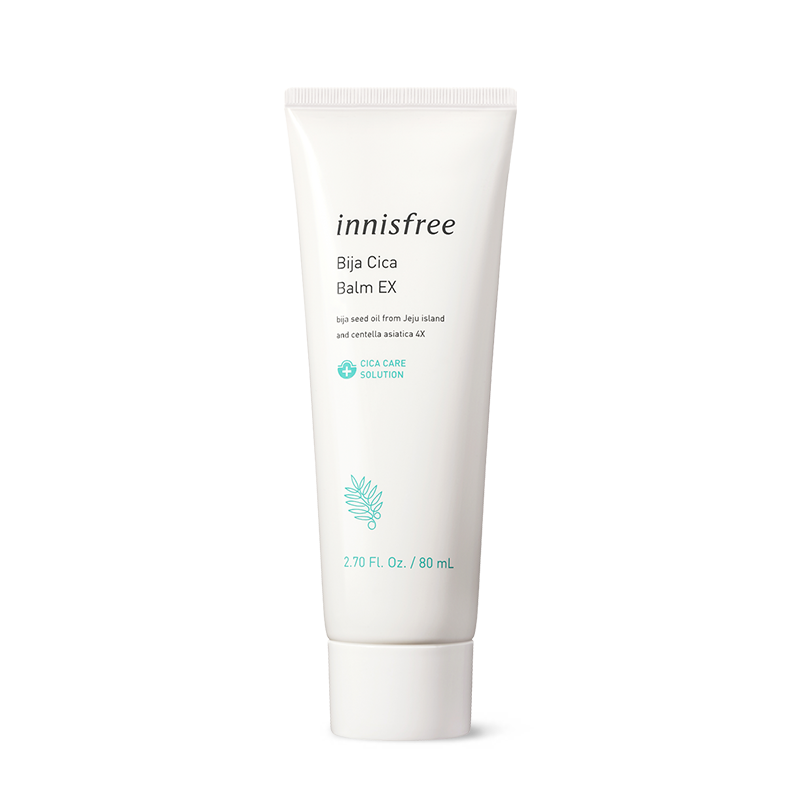 innisfree
Bija Cica
Balm EX
bija seed oil from Jeju island
and centella asiatica 4X
CICA CARE
SOLUTION
2.70 Fl. Oz. / 80 mL